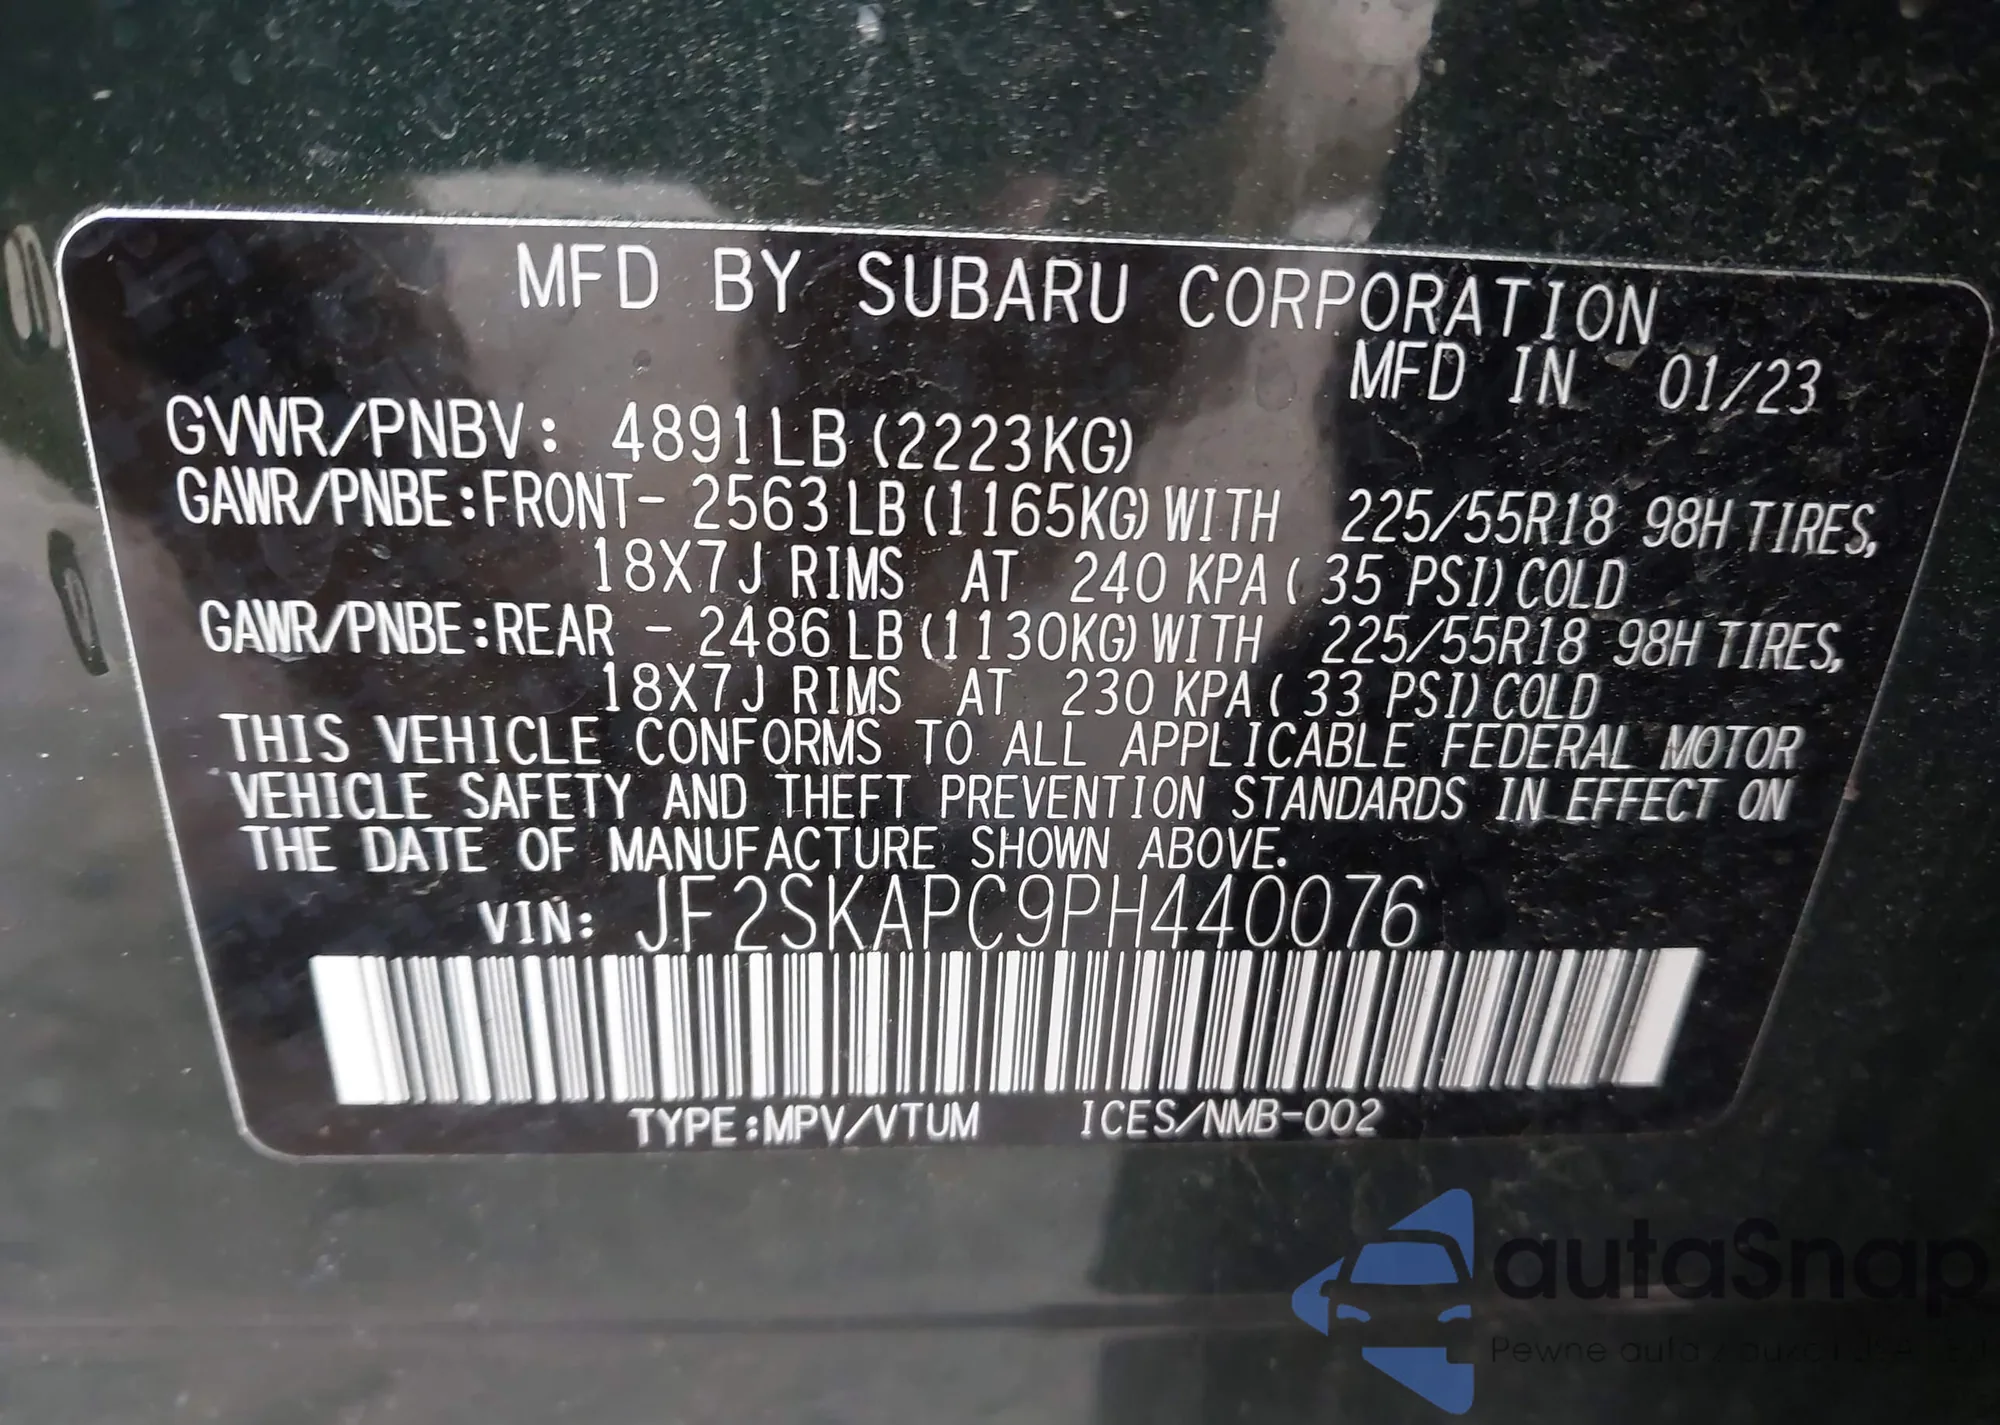 MFD BY SUBARU CORPORATION
MFD IN 01/23
GVWR/PNBV: 4891LB (2223KG)
GAWR/PNBE:FRONT- 2563 LB (1165KG) WITH 225/55R18 98H TIRES,
18X7J RIMS AT 240 KPA ( 35 PSI) COLD
GAWR/PNBE:REAR - 2486 LB (1130KG) WITH 225/55R18 98H TIRES,
18X7J RIMS AT 230 KPA ( 33 PSI) COLD
THIS VEHICLE CONFORMS TO ALL APPLICABLE FEDERAL MOTOR
VEHICLE SAFETY AND THEFT PREVENTION STANDARDS IN EFFECT ON
THE DATE OF MANUFACTURE SHOWN ABOVE.
VIN: JF2SKAPC9PH440076
TYPE:MPV/VTUM ICES/NMB-002
autaSnap
Pewne auta z